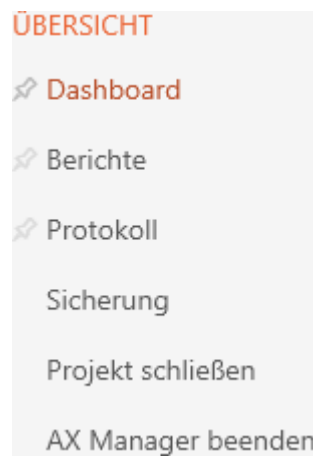 ÜBERSICHT
Dashboard
Berichte
Protokoll
Sicherung
Projekt schließen
AX Manager beenden